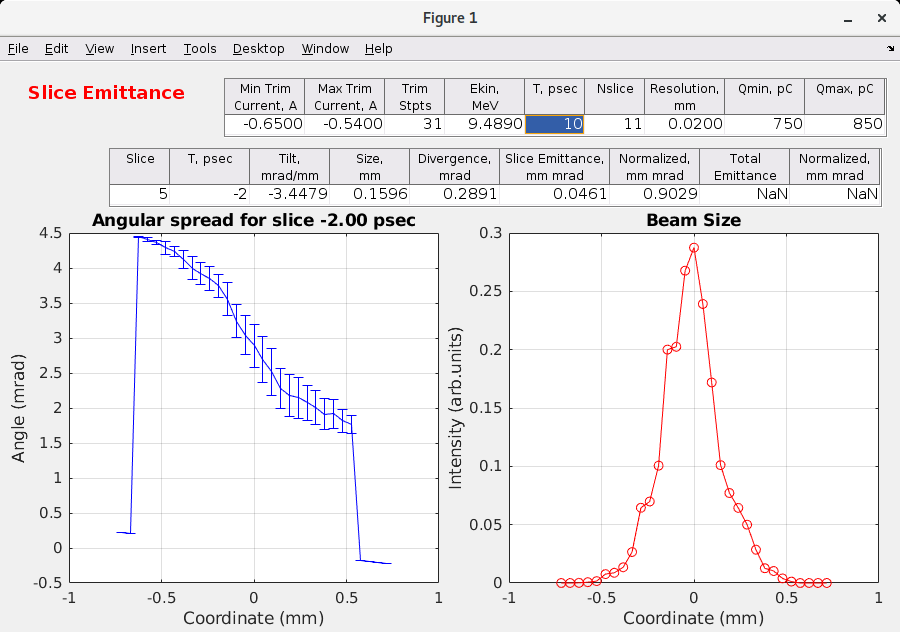 Figure 1
File Edit View Insert Tools Desktop Window Help
Slice Emittance
Min Trim Current, A Max Trim Current, A Trim Stpts Ekin, MeV T, psec Nslice Resolution, mm Qmin, pC Qmax, pC
-0.6500 -0.5400 31 9.4890 10 11 0.0200 750 850
Slice T, psec Tilt, mrad/mm Size, mm Divergence, mrad Slice Emittance, mm mrad Normalized, mm mrad Total Emittance Normalized, mm mrad
5 -2 -3.4479 0.1596 0.2891 0.0461 0.9029 NaN NaN
Angular spread for slice -2.00 psec
4.5
4
3.5
3
2.5
2
1.5
1
0.5
0
-0.5
Angle (mrad)
-1 -0.5 0 0.5 1
Coordinate (mm)
Beam Size
0.3
0.25
0.2
0.15
0.1
0.05
0
Intensity (arb.units)
-1 -0.5 0 0.5 1
Coordinate (mm)